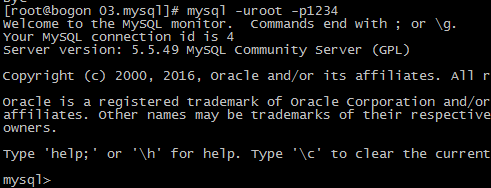 [root@bogon 03.mysql]# mysql -uroot -p1234
Welcome to the MySQL monitor.  Commands end with ; or \g.
Your MySQL connection id is 4
Server version: 5.5.49 MySQL Community Server (GPL)
Copyright (c) 2000, 2016, Oracle and/or its affiliates. All r
Oracle is a registered trademark of Oracle Corporation and/or
affiliates. Other names may be trademarks of their respective
owners.
Type 'help;' or '\h' for help. Type '\c' to clear the current
mysql>